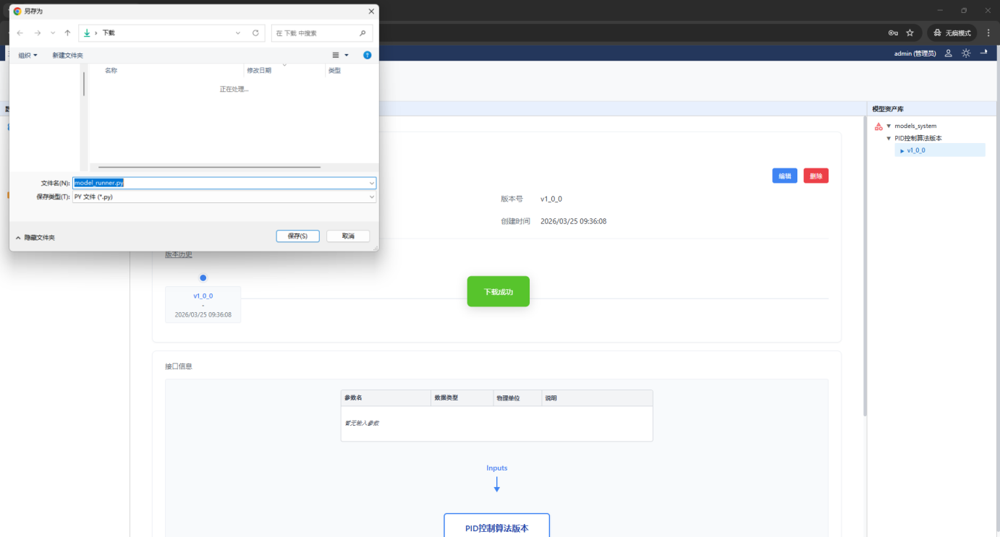 另存为
下载
在 下载 中搜索
组织
新建文件夹
名称
修改日期
类型
正在处理...
文件名(N):
model_runner.py
保存类型(T):
PY 文件 (*.py)
隐藏文件夹
保存(S)
取消
无痕模式
admin (管理员)
模型资产库
models_system
PID控制算法版本
v1_0_0
编辑
删除
版本号
v1_0_0
创建时间
2026/03/25 09:36:08
版本历史
v1_0_0
-
2026/03/25 09:36:08
下载成功
接口信息
参数名
数据类型
物理单位
说明
暂无输入参数
Inputs
PID控制算法版本